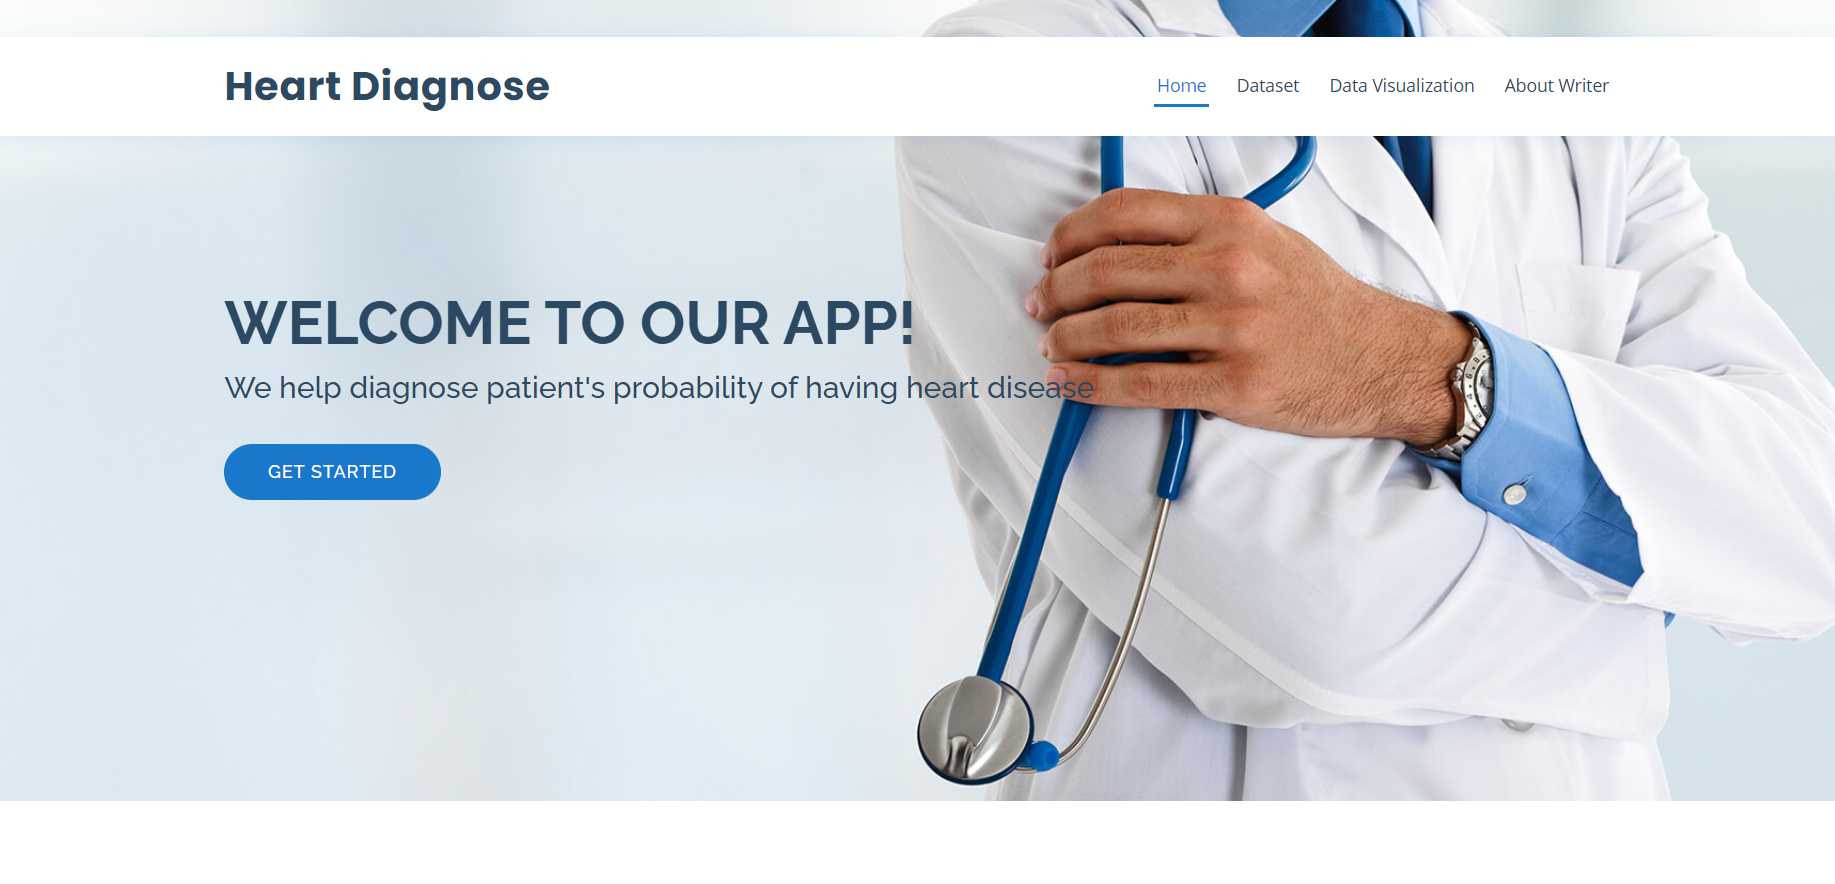 Heart Diagnose
Home Dataset Data Visualization About Writer
WELCOME TO OUR APP!
We help diagnose patient's probability of having heart disease
GET STARTED